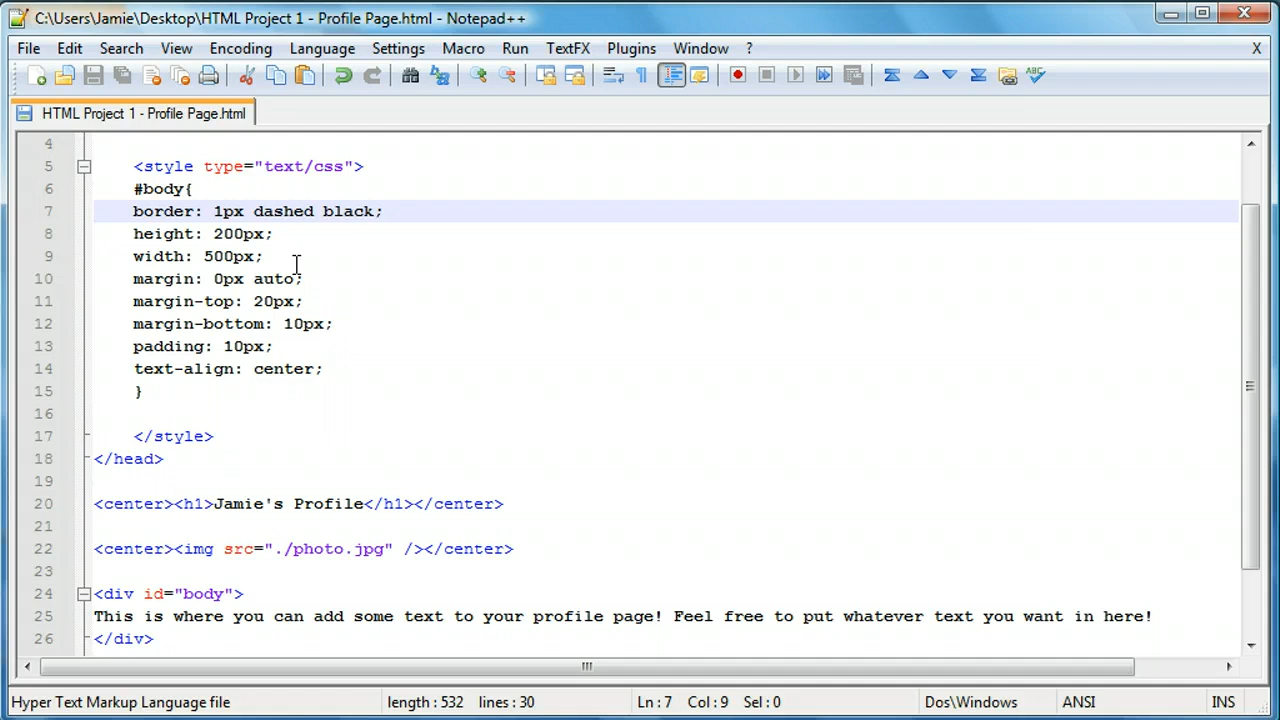 C:\Users\Jamie\Desktop\HTML Project 1 - Profile Page.html - Notepad++
File Edit Search View Encoding Language Settings Macro Run TextFX Plugins Window ? X
HTML Project 1 - Profile Page.html
4
5 <style type="text/css">
6 #body{
7 border: 1px dashed black;
8 height: 200px;
9 width: 500px;
10 margin: 0px auto;
11 margin-top: 20px;
12 margin-bottom: 10px;
13 padding: 10px;
14 text-align: center;
15 }
16
17 </style>
18 </head>
19
20 <center><h1>Jamie's Profile</h1></center>
21
22 <center><img src="./photo.jpg" /></center>
23
24 <div id="body">
25 This is where you can add some text to your profile page! Feel free to put whatever text you want in here!
26 </div>
Hyper Text Markup Language file length : 532 lines : 30 Ln : 7 Col : 9 Sel : 0 Dos\Windows ANSI INS